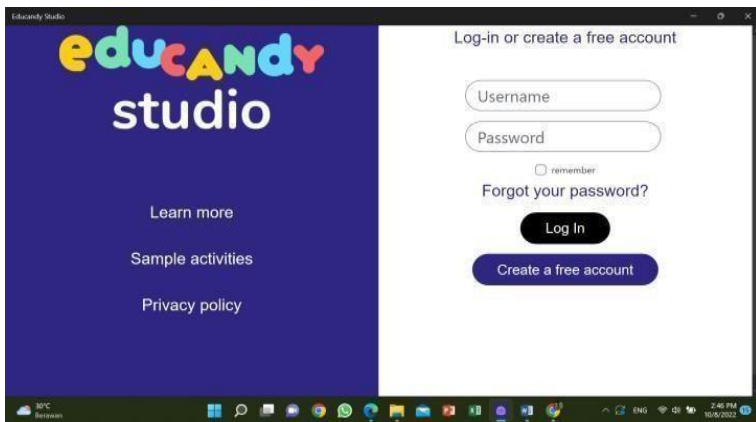 Educandy Studio
educandy
studio
Learn more
Sample activities
Privacy policy
Log-in or create a free account
Username
Password
remember
Forgot your password?
Log In
Create a free account
30°C
Berawan
ENG
2:46 PM
10/8/2022